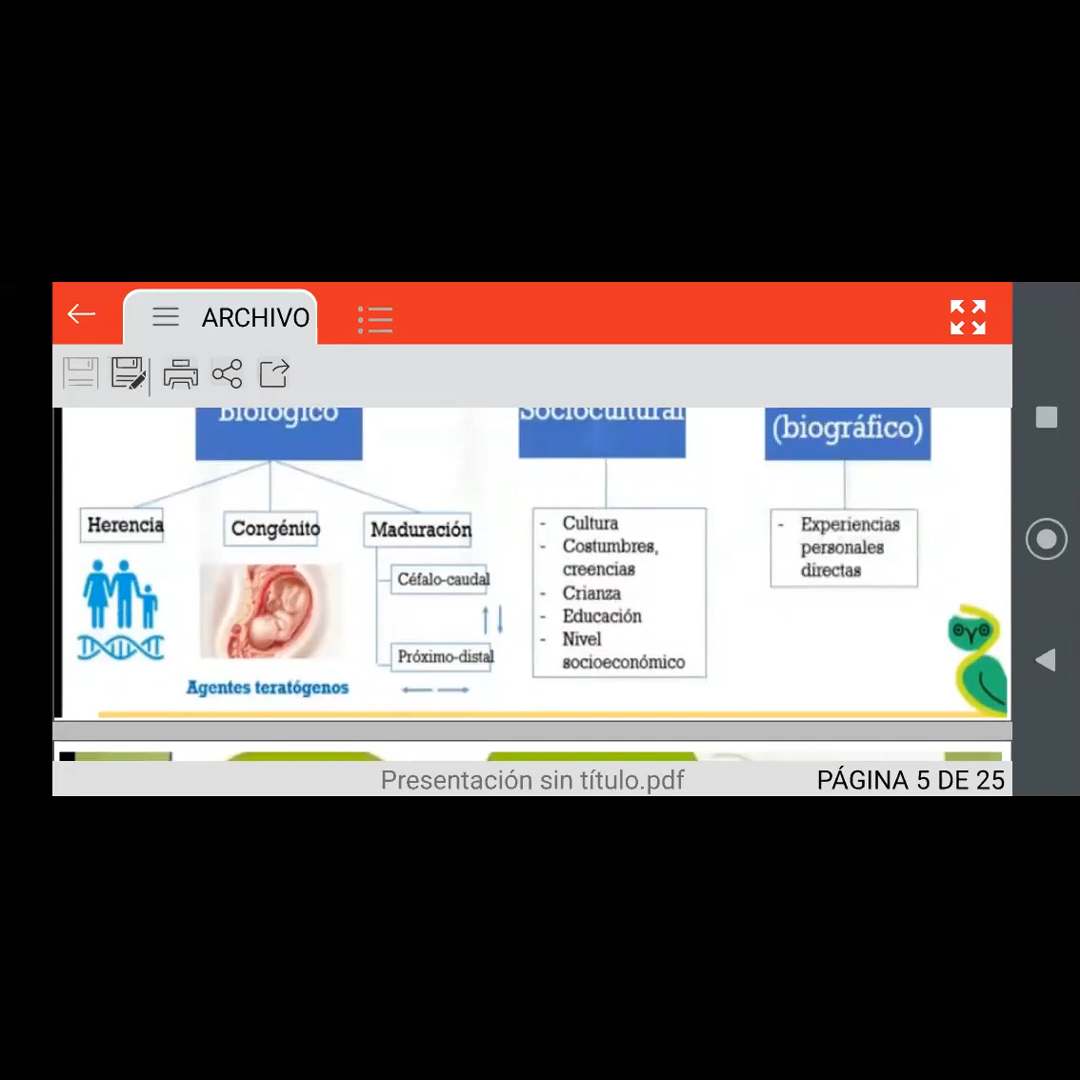 ARCHIVO
Biológico
Sociocultural
(biográfico)
Herencia
Congénito
Maduración
Céfalo-caudal
Próximo-distal
Agentes teratógenos
- Cultura
- Costumbres,
creencias
- Crianza
- Educación
- Nivel
socioeconómico
- Experiencias
personales
directas
Presentación sin título.pdf
PÁGINA 5 DE 25